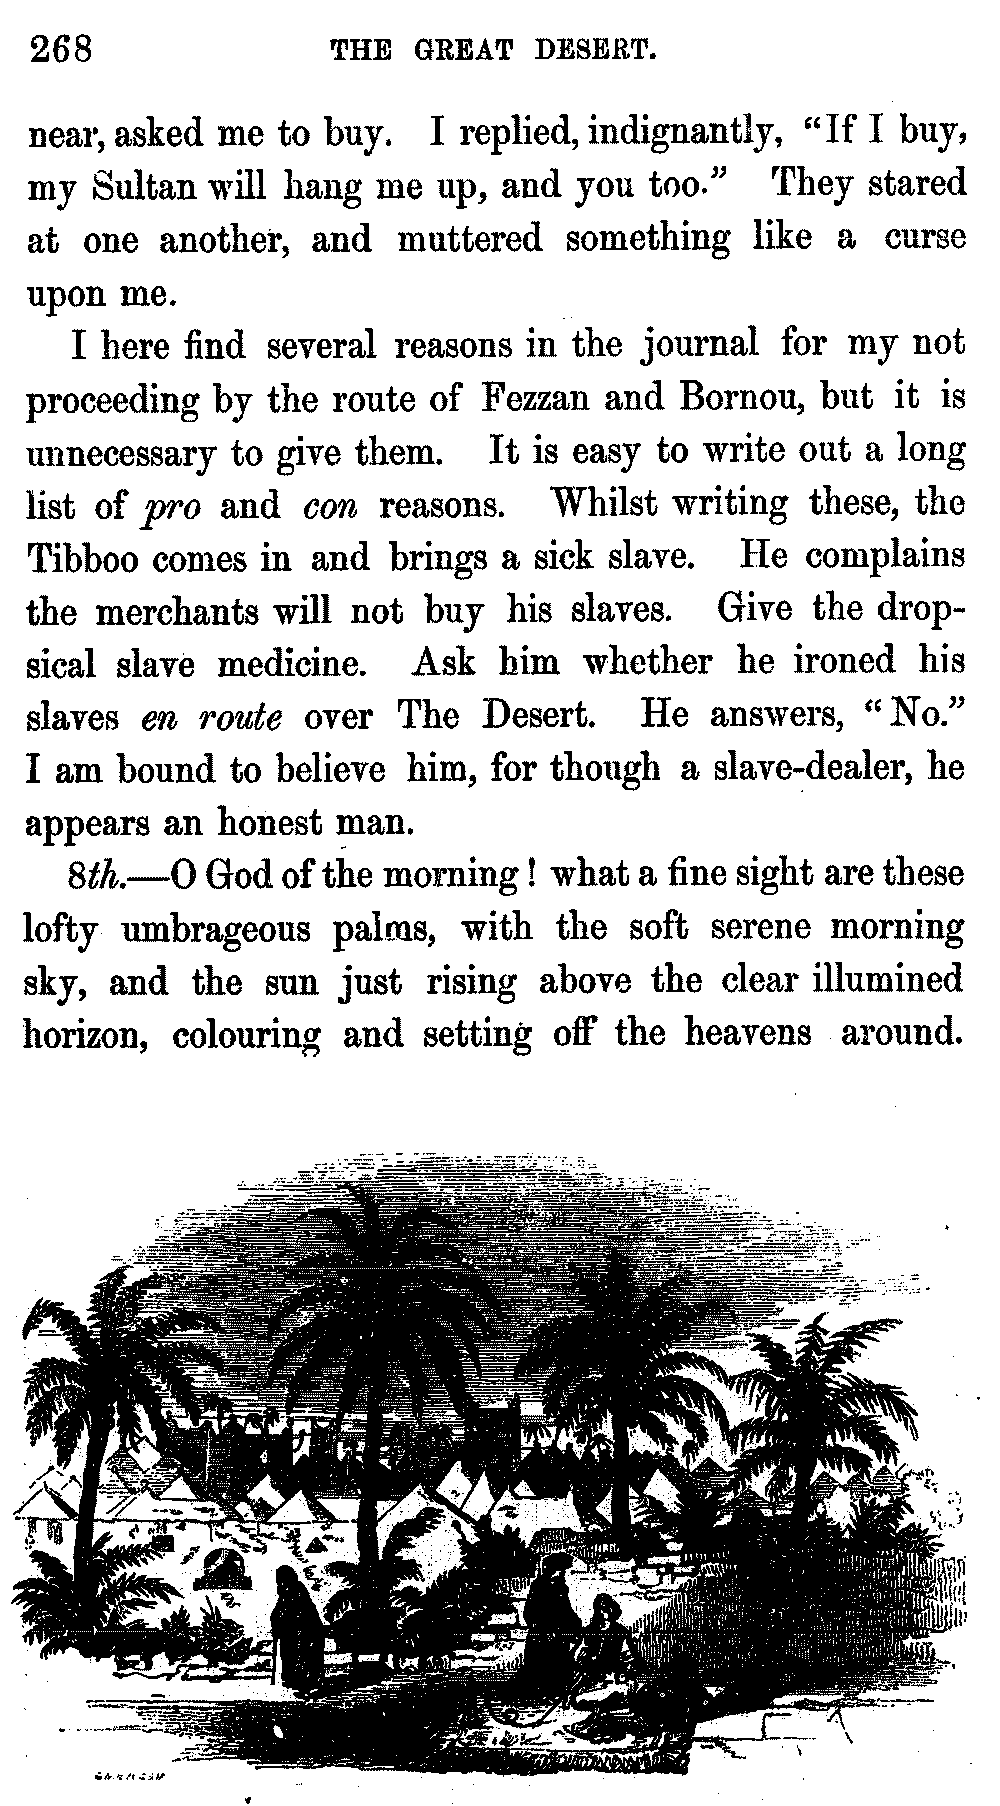 268 THE GREAT DESERT.
near, asked me to buy. I replied, indignantly, “If I buy,
my Sultan will hang me up, and you too.” They stared
at one another, and muttered something like a curse
upon me.
I here find several reasons in the journal for my not
proceeding by the route of Fezzan and Bornou, but it is
unnecessary to give them. It is easy to write out a long
list of pro and con reasons. Whilst writing these, the
Tibboo comes in and brings a sick slave. He complains
the merchants will not buy his slaves. Give the drop-
sical slave medicine. Ask him whether he ironed his
slaves en route over The Desert. He answers, “No.”
I am bound to believe him, for though a slave-dealer, he
appears an honest man.
8th.—O God of the morning! what a fine sight are these
lofty umbrageous palms, with the soft serene morning
sky, and the sun just rising above the clear illumined
horizon, colouring and setting off the heavens around.